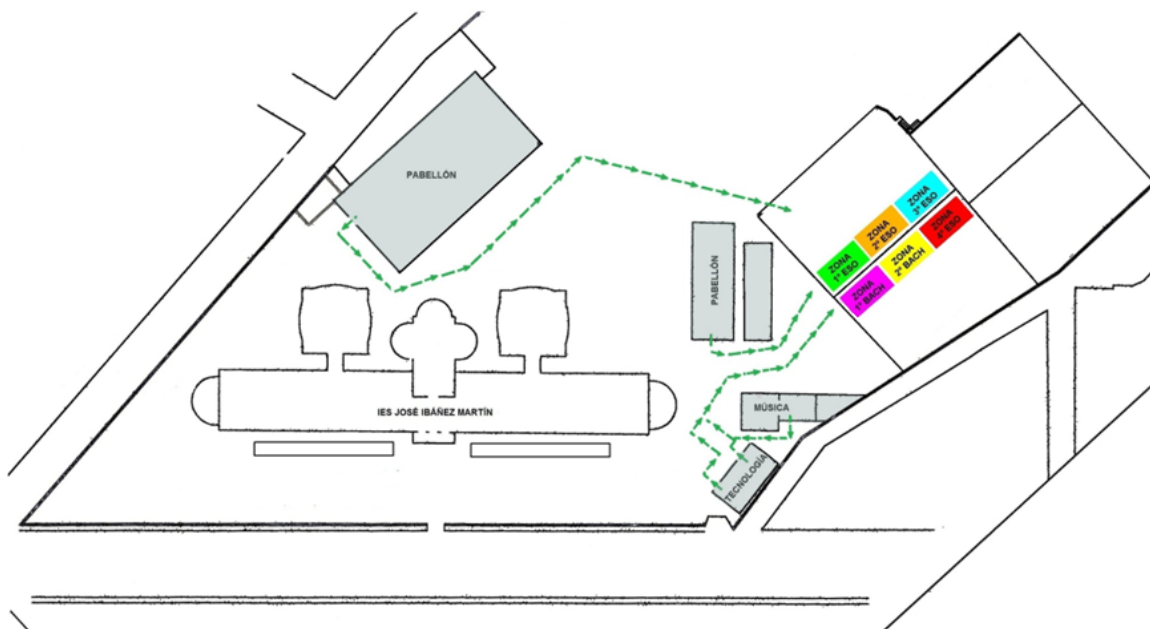 PABELLÓN
ZONA
3º ESO
ZONA
2º ESO
ZONA
4º ESO
ZONA
1º ESO
ZONA
2º BACH
ZONA
1º BACH
PABELLÓN
IES JOSÉ IBÁÑEZ MARTÍN
MÚSICA
TECNOLOGÍA